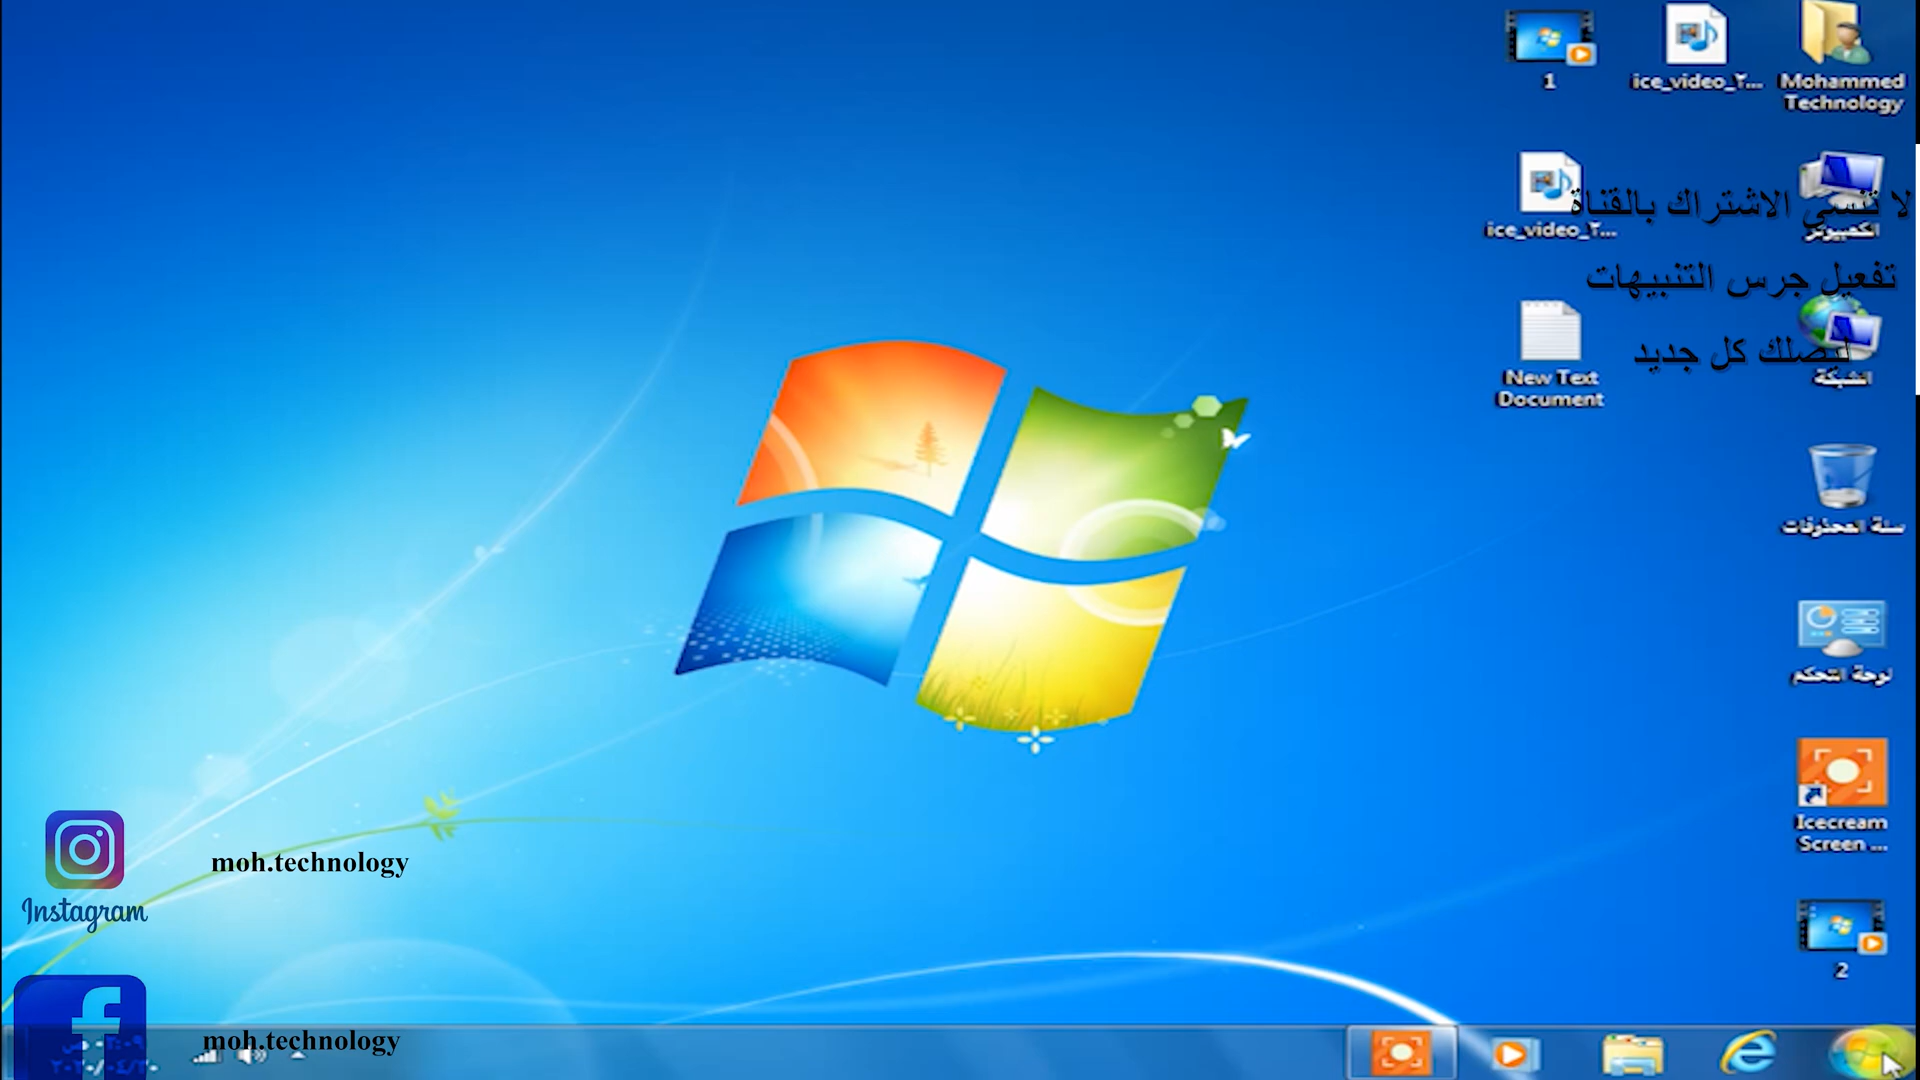 Mohammed
Technology
ice_video_٢...
1
الكمبيوتر
ice_video_٢...
لا تنسى الاشتراك بالقناة
تفعيل جرس التنبيهات
ليصلك كل جديد
الشبكة
New Text
Document
سلة المحذوفات
لوحة التحكم
Icecream
Screen ...
2
Instagram
moh.technology
moh.technology